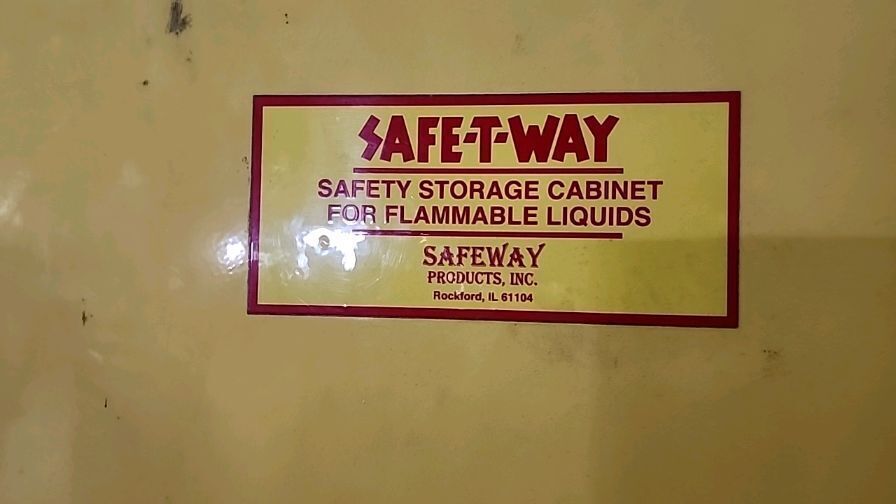 SAFE-T-WAY
SAFETY STORAGE CABINET
FOR FLAMMABLE LIQUIDS
SAFEWAY
PRODUCTS, INC.
Rockford, IL 61104